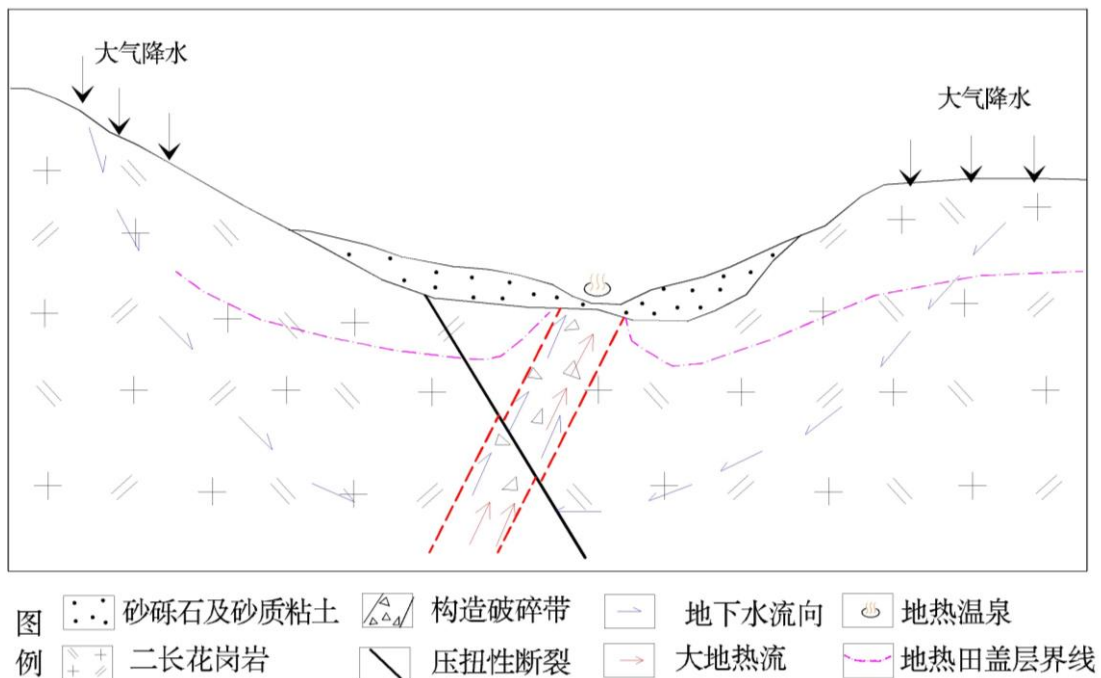 大气降水
大气降水
图例
砂砾石及砂质粘土
构造破碎带
地下水流向
地热温泉
二长花岗岩
压扭性断裂
大地热流
地热田盖层界线